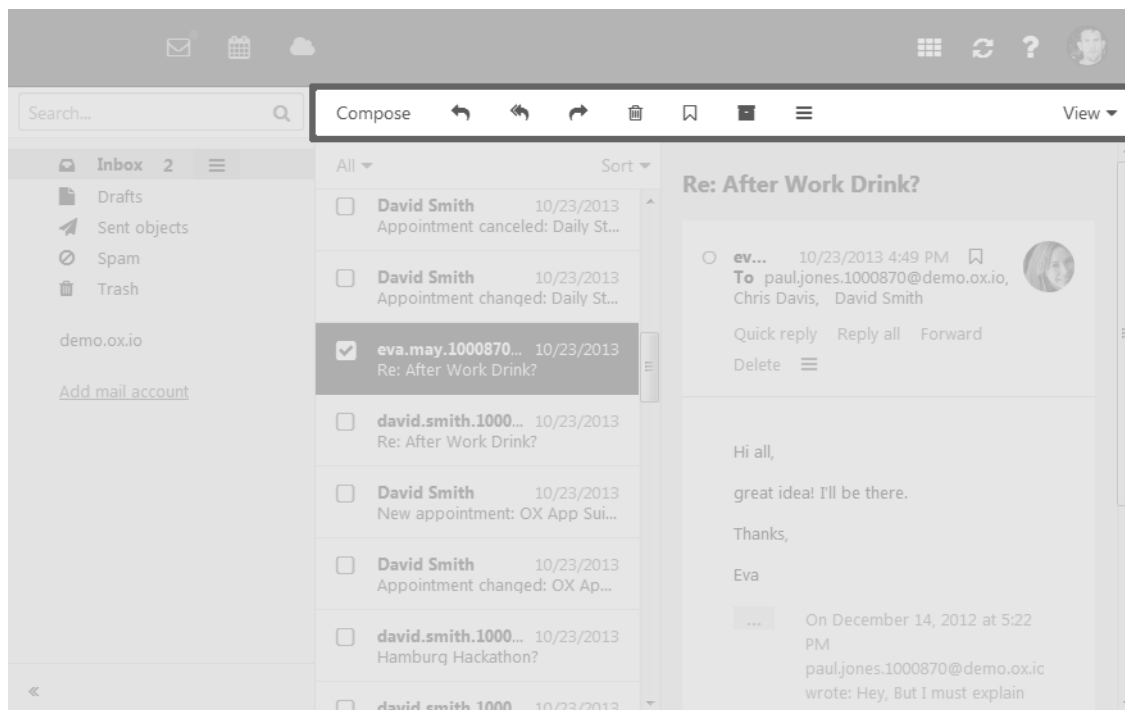 Search...
Compose
View
Inbox 2
Drafts
Sent objects
Spam
Trash
demo.ox.io
Add mail account
All
Sort
David Smith 10/23/2013
Appointment canceled: Daily St...
David Smith 10/23/2013
Appointment changed: Daily St...
eva.may.1000870... 10/23/2013
Re: After Work Drink?
david.smith.1000... 10/23/2013
Re: After Work Drink?
David Smith 10/23/2013
New appointment: OX App Sui...
David Smith 10/23/2013
Appointment changed: OX Ap...
david.smith.1000... 10/23/2013
Hamburg Hackathon?
david.smith.1000... 10/23/2013
Re: After Work Drink?
ev... 10/23/2013 4:49 PM
To paul.jones.1000870@demo.ox.io,
Chris Davis, David Smith
Quick reply Reply all Forward
Delete
Hi all,
great idea! I'll be there.
Thanks,
Eva
...
On December 14, 2012 at 5:22
PM
paul.jones.1000870@demo.ox.ic
wrote: Hey, But I must explain